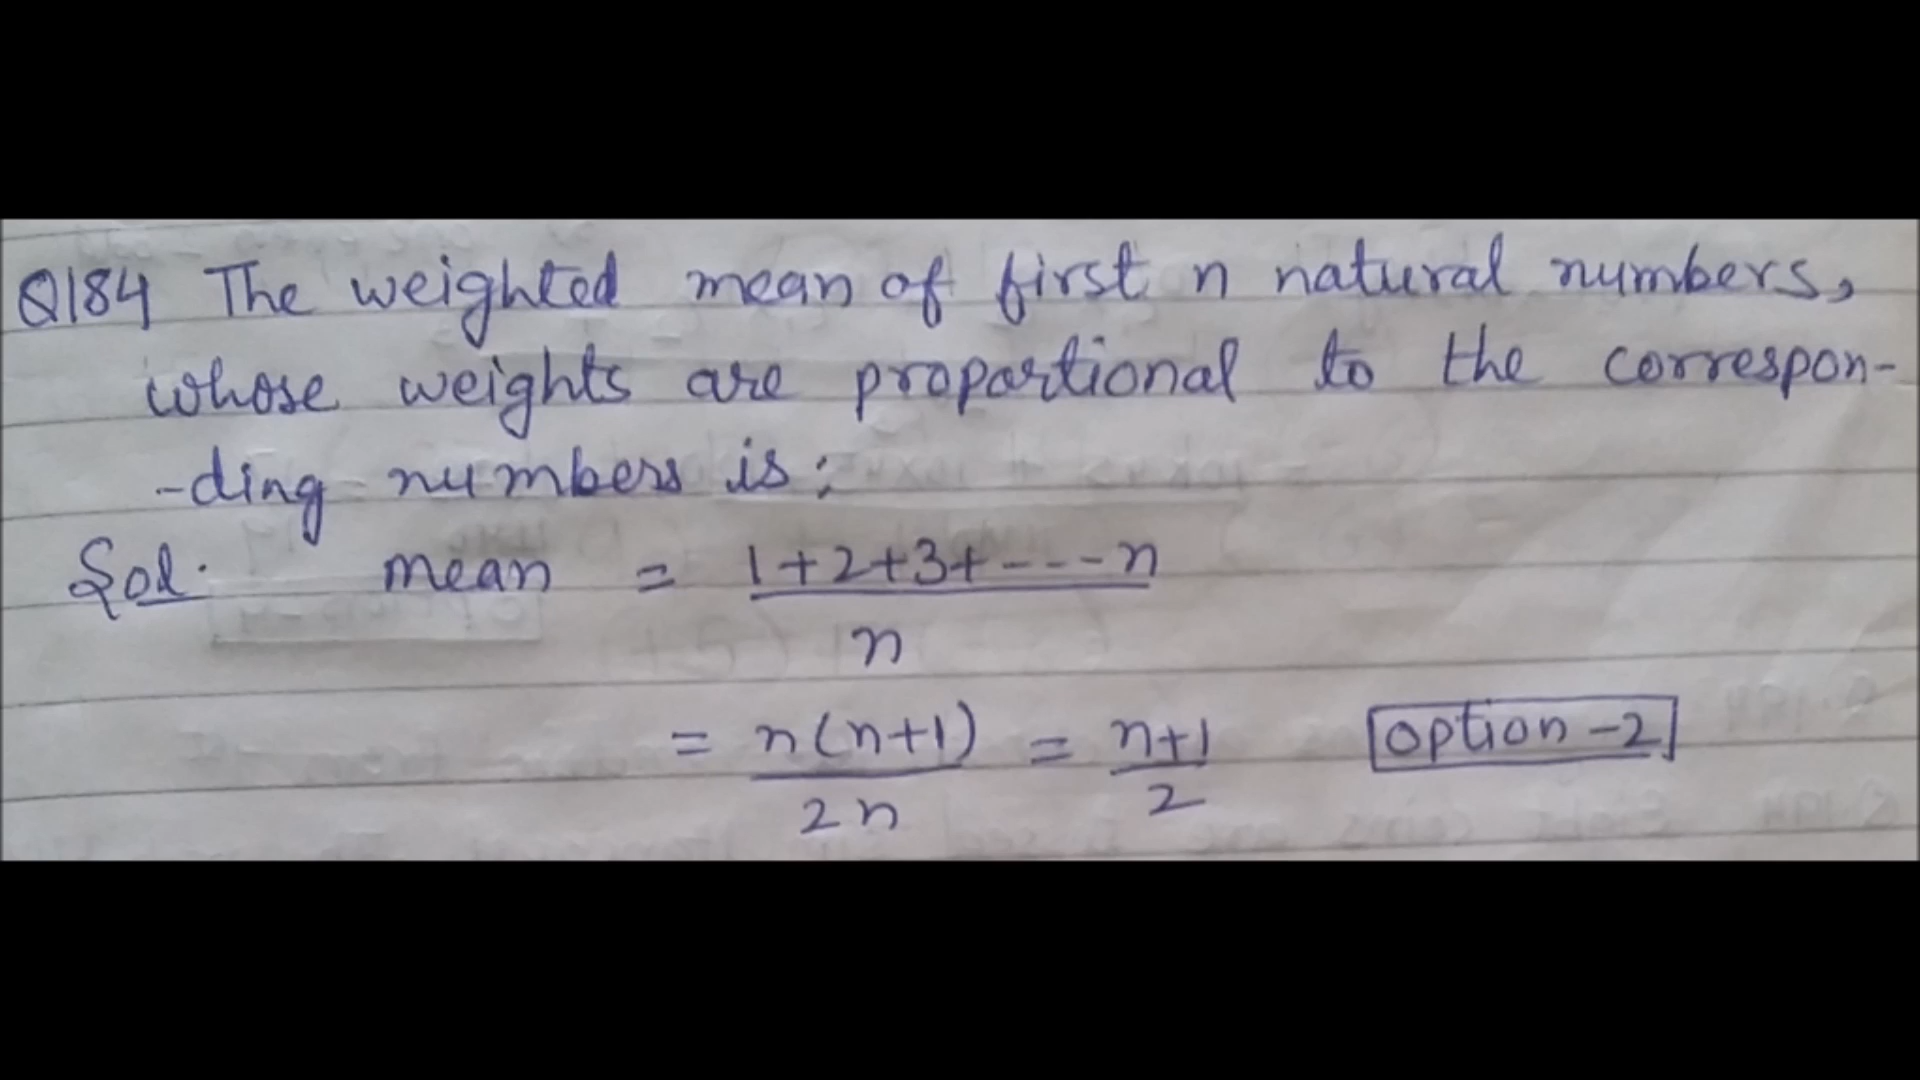 Q184 The weighted mean of first n natural numbers,
whose weights are proportional to the correspon-
-ding numbers is:
Sol. mean = 1+2+3+----n / n
= n(n+1) / 2n = n+1 / 2 option-2